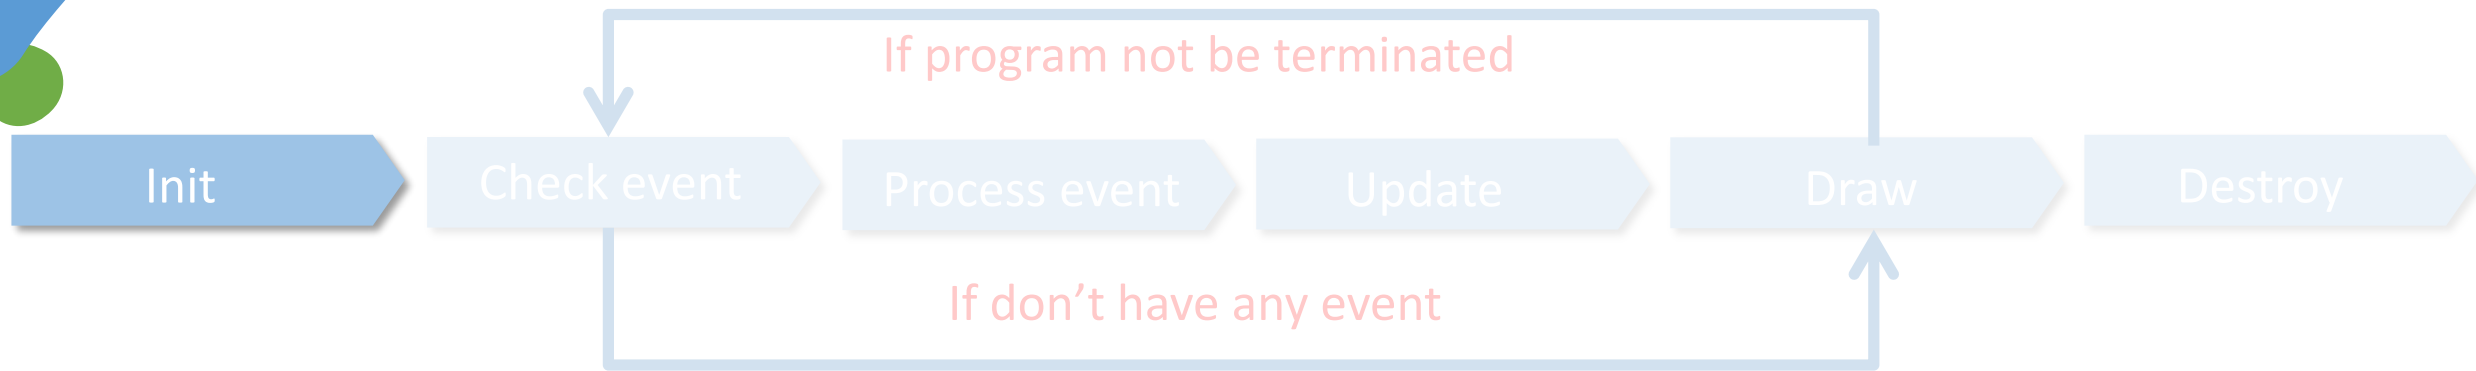 If program not be terminated
Init
Check event
Process event
Update
Draw
Destroy
If don’t have any event